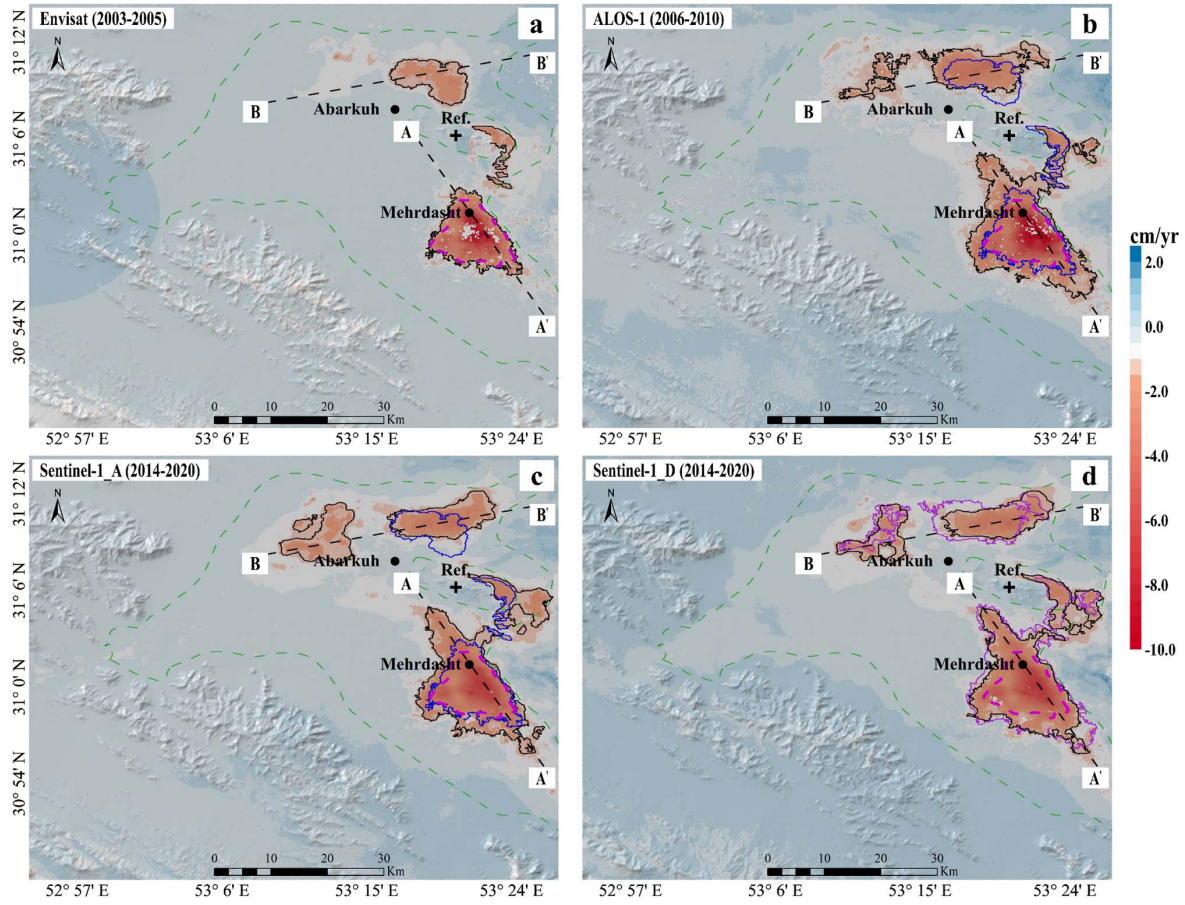 Envisat (2003-2005)
a
N
B
B'
Abarkuh
A
Ref.
Mehrdasht
A'
0 10 20 30
Km
31° 12' N
31° 6' N
31° 0' N
30° 54' N
52° 57' E 53° 6' E 53° 15' E 53° 24' E
ALOS-1 (2006-2010)
b
N
B
B'
Abarkuh
A
Ref.
Mehrdasht
A'
0 10 20 30
Km
52° 57' E 53° 6' E 53° 15' E 53° 24' E
cm/yr
2.0
0.0
-2.0
-4.0
-6.0
-8.0
-10.0
Sentinel-1_A (2014-2020)
c
N
B
B'
Abarkuh
A
Ref.
Mehrdasht
A'
0 10 20 30
Km
31° 12' N
31° 6' N
31° 0' N
30° 54' N
52° 57' E 53° 6' E 53° 15' E 53° 24' E
Sentinel-1_D (2014-2020)
d
N
B
B'
Abarkuh
A
Ref.
Mehrdasht
A'
0 10 20 30
Km
52° 57' E 53° 6' E 53° 15' E 53° 24' E